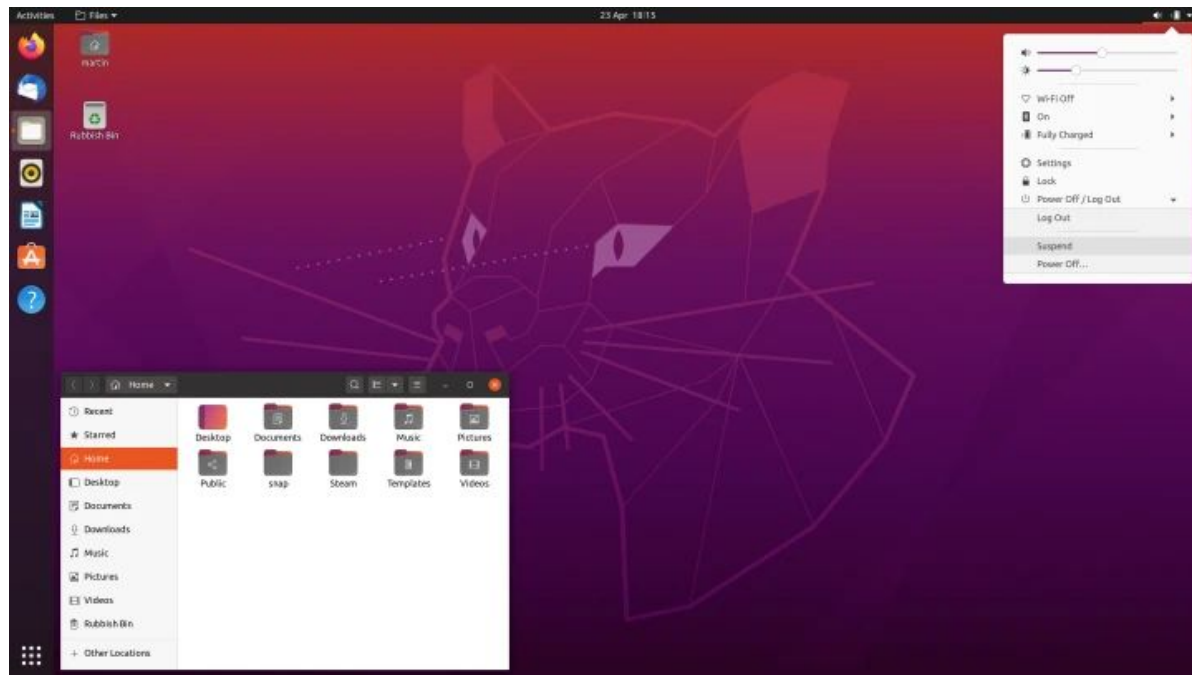 Activities Files 23 Apr 18:15
martin
Rubbish Bin
Wi-Fi Off
On
Fully Charged
Settings
Lock
Power Off / Log Out
Log Out
Suspend
Power Off...
Home
Recent
Starred
Home
Desktop
Documents
Downloads
Music
Pictures
Videos
Rubbish Bin
+ Other Locations
Desktop Documents Downloads Music Pictures
Public snap Steam Templates Videos